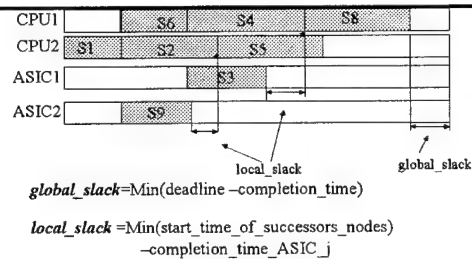 CPU1 S6 S4 S8
CPU2 S1 S2 S5
ASIC1 S3
ASIC2 S9
local_slack global_slack
global_slack=Min(deadline –completion_time)
local_slack =Min(start_time_of_successors_nodes)
–completion_time_ASIC_j